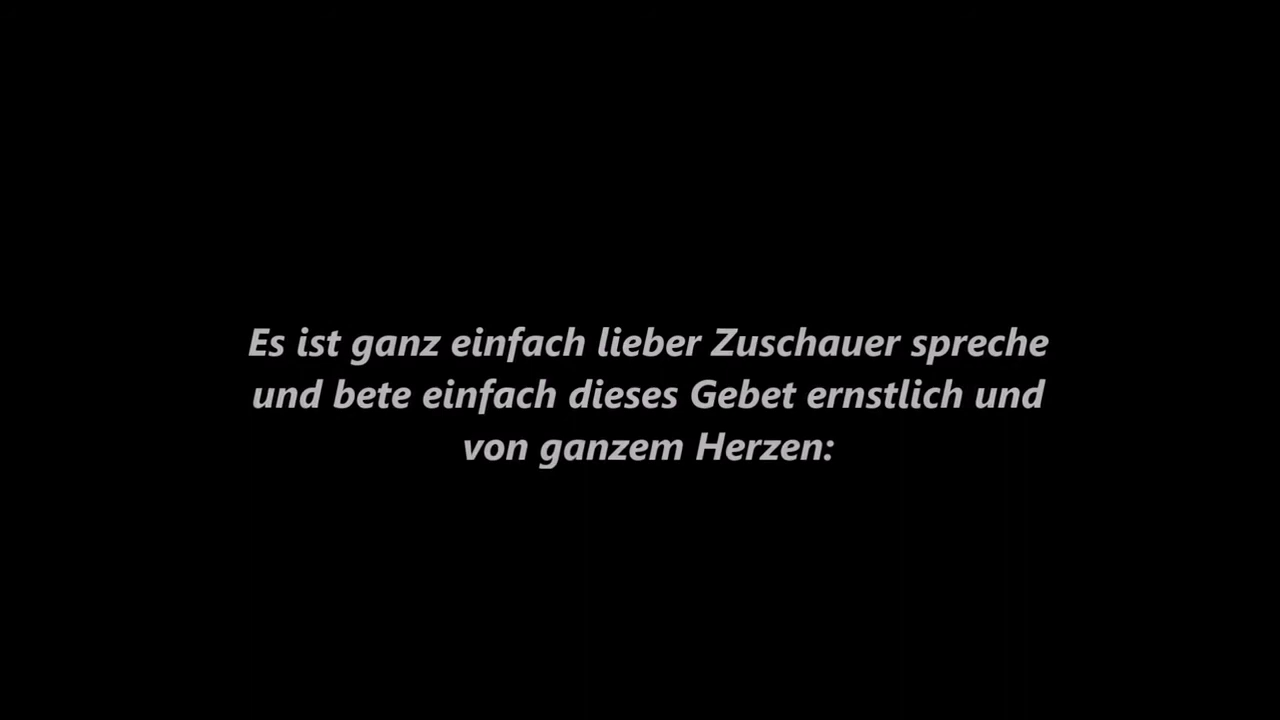 Es ist ganz einfach lieber Zuschauer spreche
und bete einfach dieses Gebet ernstlich und
von ganzem Herzen: